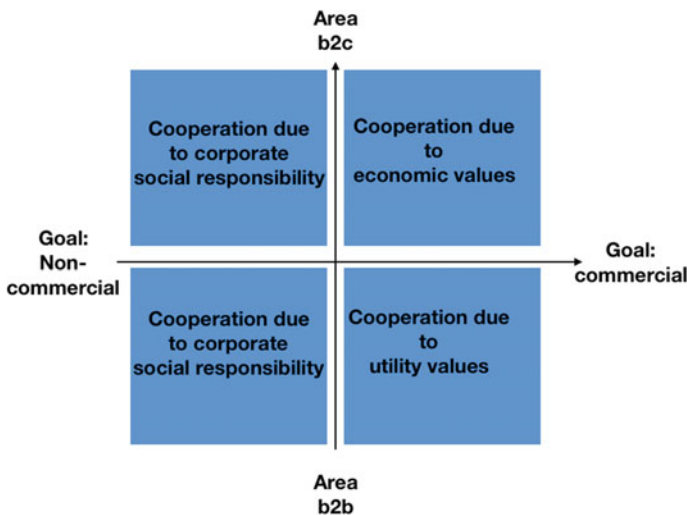 Area
b2c
Cooperation due
to corporate
social responsibility
Cooperation due
to
economic values
Goal:
Non-
commercial
Goal:
commercial
Cooperation due
to corporate
social responsibility
Cooperation due
to
utility values
Area
b2b